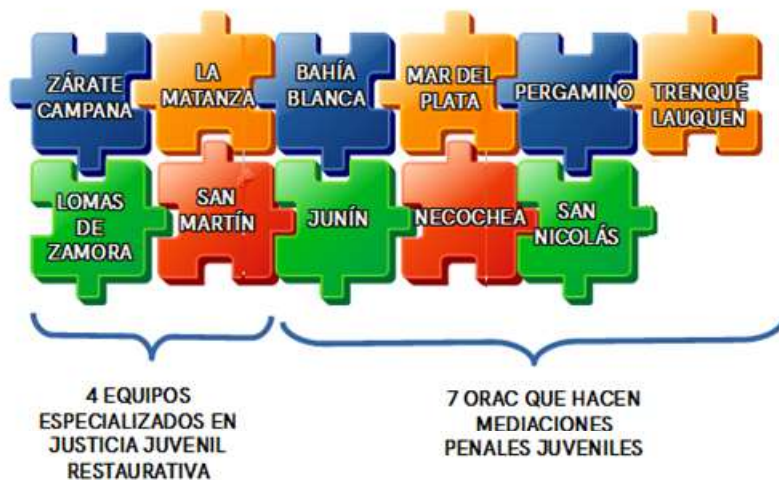 ZÁRATE
CAMPANA
LA
MATANZA
BAHÍA
BLANCA
MAR DEL
PLATA
PERGAMINO
TRENQUE
LAUQUEN
LOMAS
DE
ZAMORA
SAN
MARTÍN
JUNÍN
NECOCHEA
SAN
NICOLÁS
4 EQUIPOS
ESPECIALIZADOS EN
JUSTICIA JUVENIL
RESTAURATIVA
7 ORAC QUE HACEN
MEDIACIONES
PENALES JUVENILES